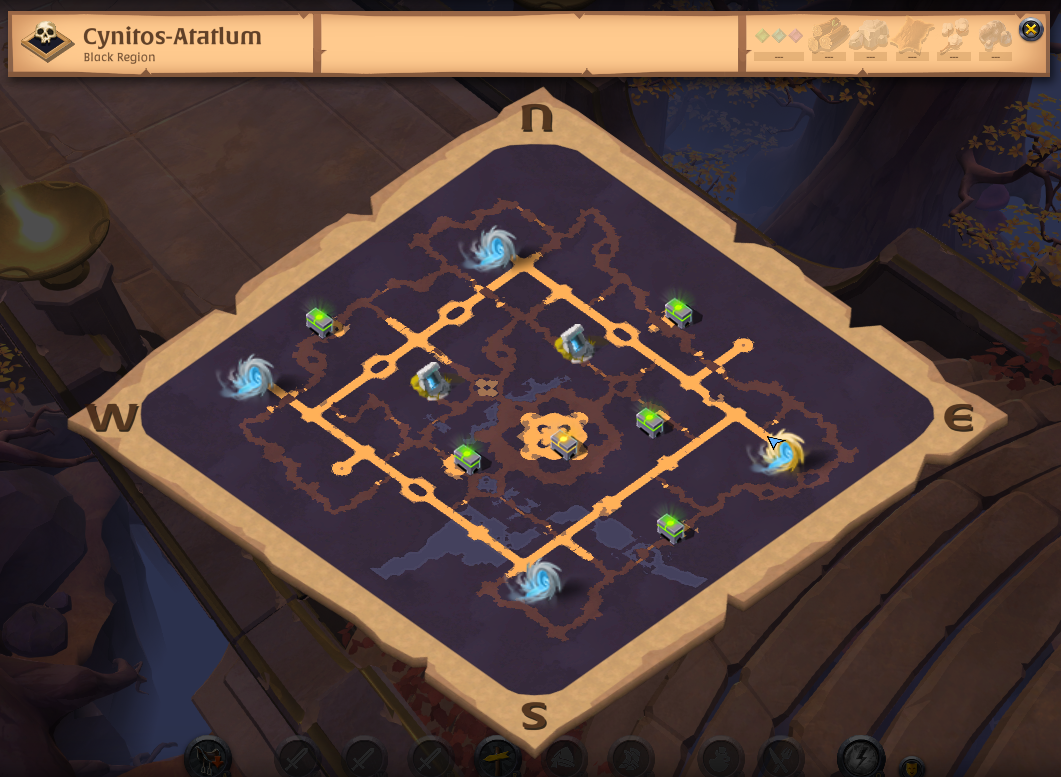 Cynitos-Atatlum
Black Region
--- --- --- --- --- ---
N
W
E
S